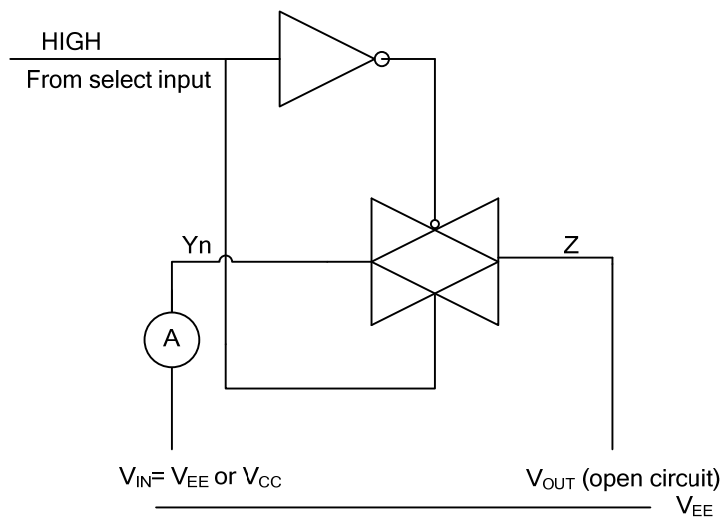 HIGH
From select input
Yn
Z
A
VIN= VEE or VCC
VOUT (open circuit)
VEE